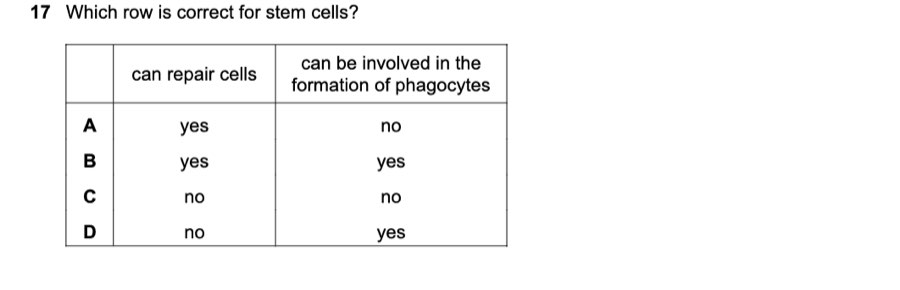 17 Which row is correct for stem cells?
can repair cells
can be involved in the
formation of phagocytes
A yes no
B yes yes
C no no
D no yes